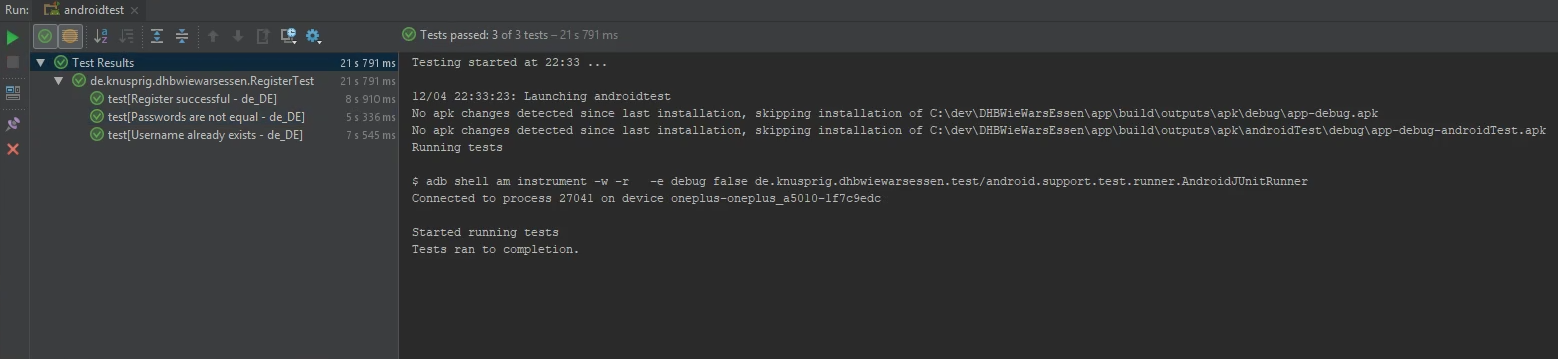 Run: androidtest
Tests passed: 3 of 3 tests – 21 s 791 ms
Test Results 21 s 791 ms
de.knusprig.dhbwiewarsessen.RegisterTest 21 s 791 ms
test[Register successful - de_DE] 8 s 910 ms
test[Passwords are not equal - de_DE] 5 s 336 ms
test[Username already exists - de_DE] 7 s 545 ms
Testing started at 22:33 ...
12/04 22:33:23: Launching androidtest
No apk changes detected since last installation, skipping installation of C:\dev\DHBWieWarsEssen\app\build\outputs\apk\debug\app-debug.apk
No apk changes detected since last installation, skipping installation of C:\dev\DHBWieWarsEssen\app\build\outputs\apk\androidTest\debug\app-debug-androidTest.apk
Running tests
$ adb shell am instrument -w -r   -e debug false de.knusprig.dhbwiewarsessen.test/android.support.test.runner.AndroidJUnitRunner
Connected to process 27041 on device oneplus-oneplus_a5010-1f7c9edc
Started running tests
Tests ran to completion.